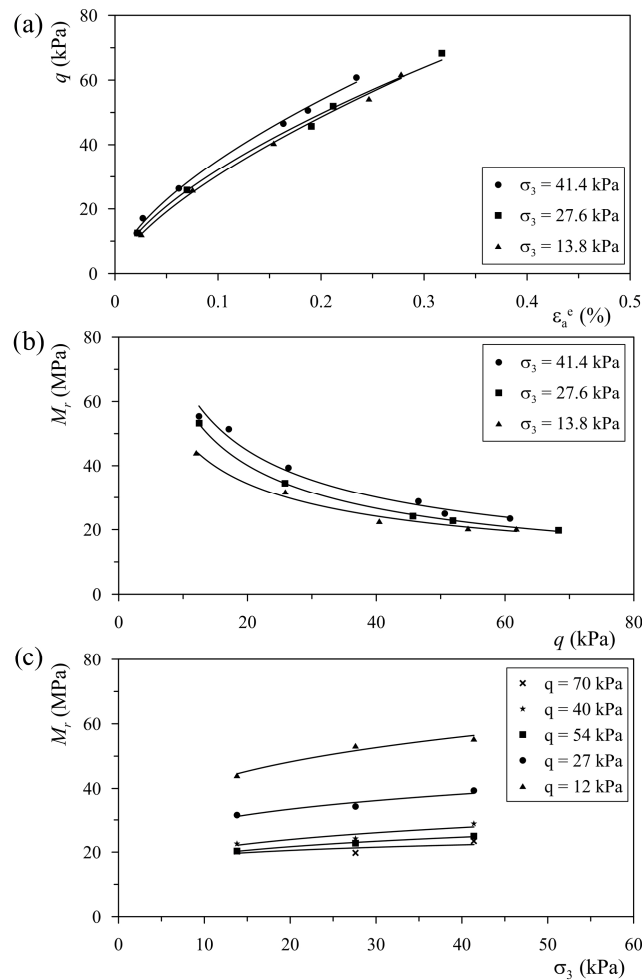 (a)
q (kPa)
80
60
40
20
0
σ₃ = 41.4 kPa
σ₃ = 27.6 kPa
σ₃ = 13.8 kPa
0 0.1 0.2 0.3 0.4 0.5
εₐᵉ (%)
(b)
Mᵣ (MPa)
80
60
40
20
0
σ₃ = 41.4 kPa
σ₃ = 27.6 kPa
σ₃ = 13.8 kPa
0 20 40 60 80
q (kPa)
(c)
Mᵣ (MPa)
80
60
40
20
0
q = 70 kPa
q = 40 kPa
q = 54 kPa
q = 27 kPa
q = 12 kPa
0 10 20 30 40 50 60
σ₃ (kPa)